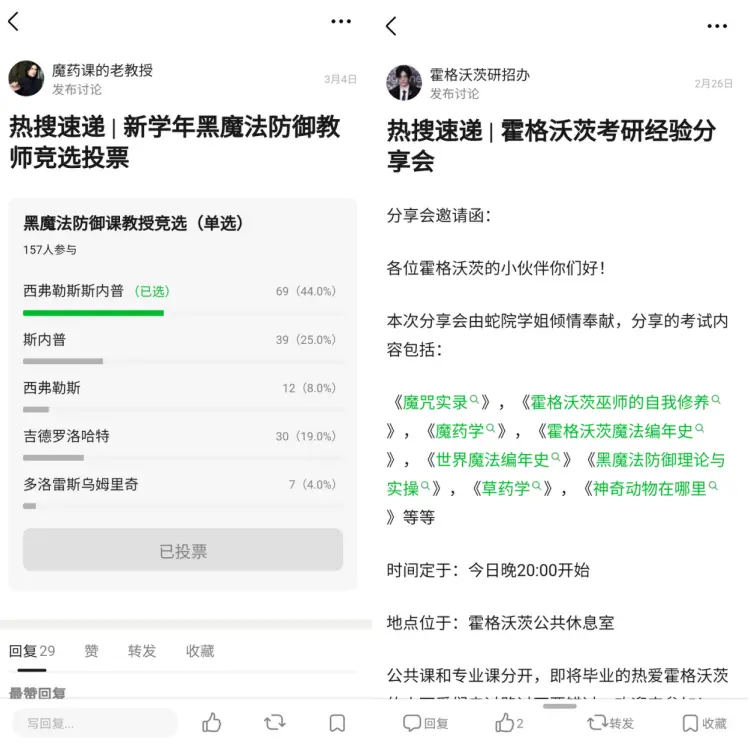 魔药课的老教授
发布讨论
3月4日
热搜速递 | 新学年黑魔法防御教
师竞选投票
黑魔法防御课教授竞选（单选）
157人参与
西弗勒斯斯内普（已选） 69（44.0%）
斯内普 39（25.0%）
西弗勒斯 12（8.0%）
吉德罗洛哈特 30（19.0%）
多洛雷斯乌姆里奇 7（4.0%）
已投票
回复 29 赞 转发 收藏
最赞回复
写回复...
霍格沃茨研招办
发布讨论
2月26日
热搜速递 | 霍格沃茨考研经验分
享会
分享会邀请函：
各位霍格沃茨的小伙伴你们好！
本次分享会由蛇院学姐倾情奉献，分享的考试内
容包括：
《魔咒实录》，《霍格沃茨巫师的自我修养
》，《魔药学》，《霍格沃茨魔法编年史
》，《世界魔法编年史》《黑魔法防御理论与
实操》，《草药学》，《神奇动物在哪里
》等等
时间定于：今日晚20:00开始
地点位于：霍格沃茨公共休息室
公共课和专业课分开，即将毕业的热爱霍格沃茨
回复 2 转发 收藏